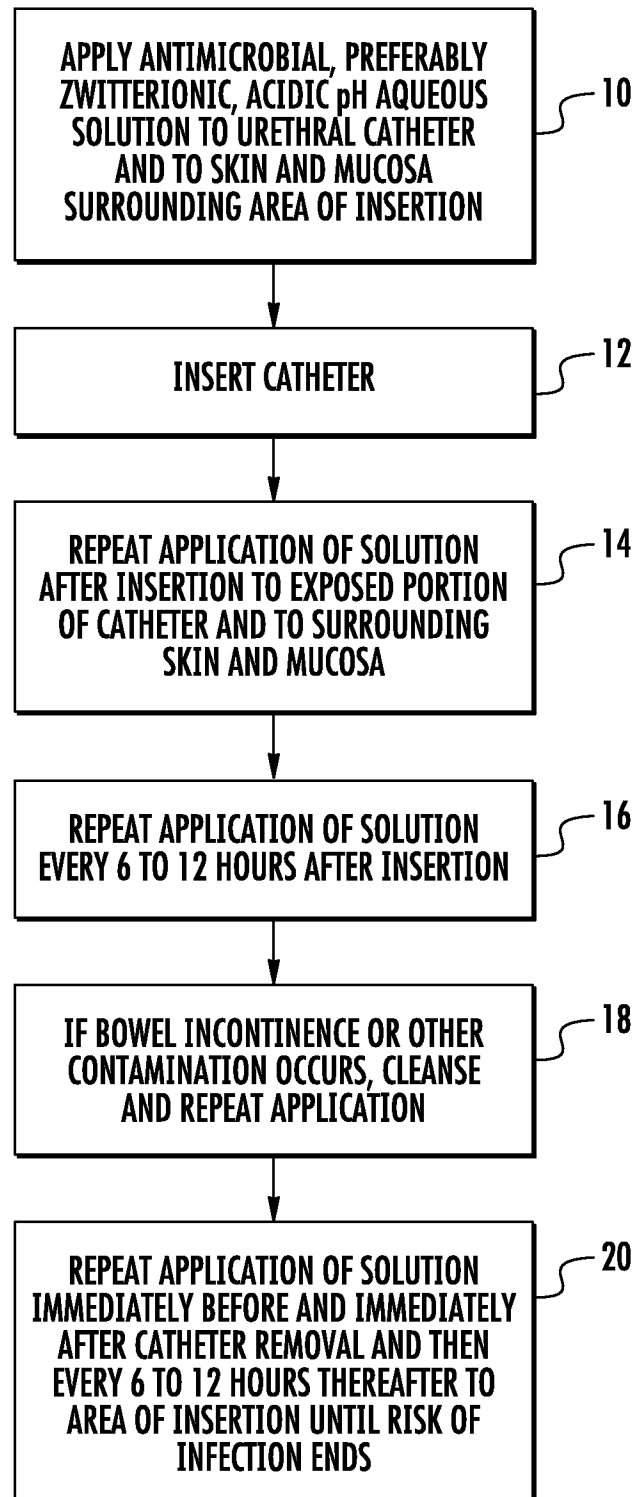 APPLY ANTIMICROBIAL, PREFERABLY
ZWITTERIONIC, ACIDIC pH AQUEOUS
SOLUTION TO URETHRAL CATHETER
AND TO SKIN AND MUCOSA
SURROUNDING AREA OF INSERTION
10
INSERT CATHETER
12
REPEAT APPLICATION OF SOLUTION
AFTER INSERTION TO EXPOSED PORTION
OF CATHETER AND TO SURROUNDING
SKIN AND MUCOSA
14
REPEAT APPLICATION OF SOLUTION
EVERY 6 TO 12 HOURS AFTER INSERTION
16
IF BOWEL INCONTINENCE OR OTHER
CONTAMINATION OCCURS, CLEANSE
AND REPEAT APPLICATION
18
REPEAT APPLICATION OF SOLUTION
IMMEDIATELY BEFORE AND IMMEDIATELY
AFTER CATHETER REMOVAL AND THEN
EVERY 6 TO 12 HOURS THEREAFTER TO
AREA OF INSERTION UNTIL RISK OF
INFECTION ENDS
20